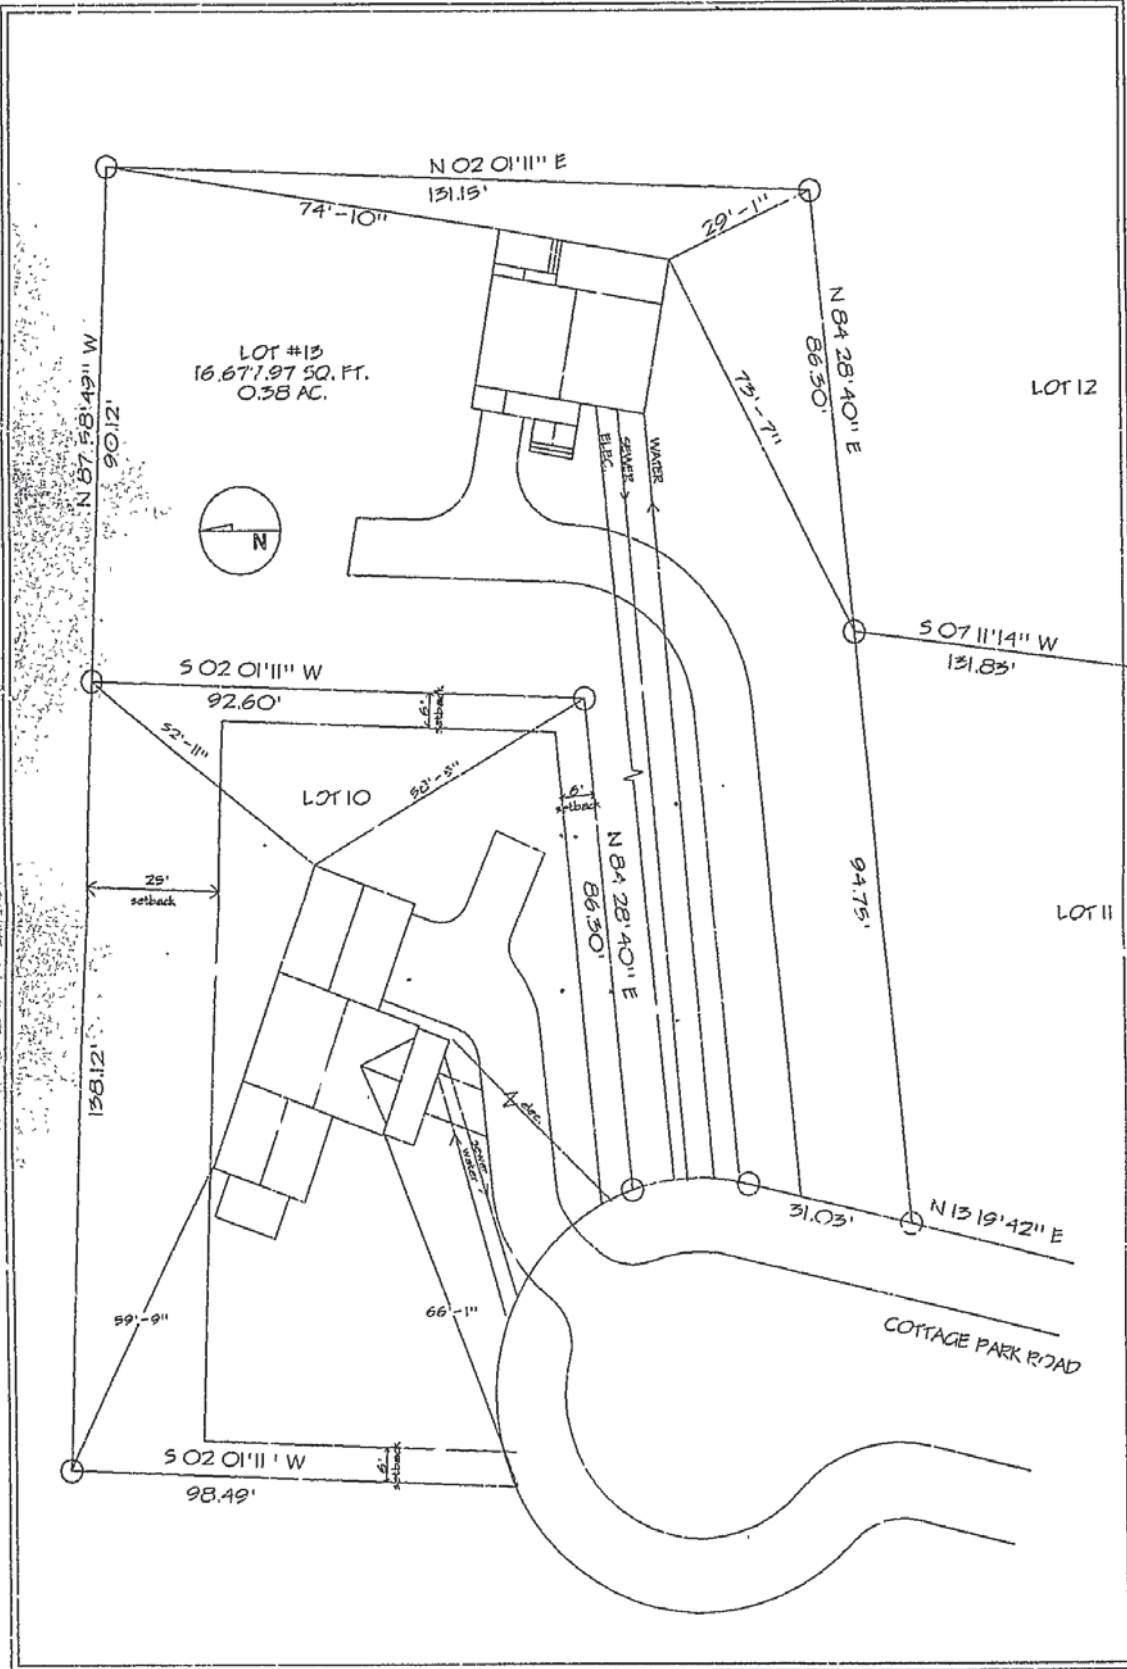 N 02 01'11" E
131.15'
74'-10"
29'-1"
N 87 58'49" W
90.12'
LOT #13
16,677.97 SQ. FT.
0.38 AC.
N 84 28'40" E
86.30'
LOT 12
73'-7"
ELEC.
SEWER
WATER
N
S 07 11'14" W
131.83'
S 02 01'11" W
92.60'
6'
setback
52'-11"
LOT 10
6'
setback
N 84 28'40" E
86.30'
25'
setback
94.75'
LOT 11
138.12'
elec.
sewer
water
31.03'
N 13 19'42" E
COTTAGE PARK ROAD
59'-9"
66'-1"
S 02 01'11' W
98.49'
6'
setback